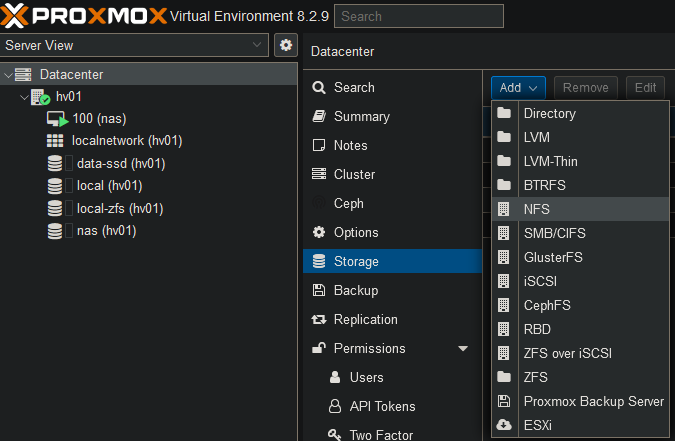 PROXMOX Virtual Environment 8.2.9 Search
Server View
Datacenter
hv01
100 (nas)
localnetwork (hv01)
data-ssd (hv01)
local (hv01)
local-zfs (hv01)
nas (hv01)
Datacenter
Search
Summary
Notes
Cluster
Ceph
Options
Storage
Backup
Replication
Permissions
Users
API Tokens
Two Factor
Add Remove Edit
Directory
LVM
LVM-Thin
BTRFS
NFS
SMB/CIFS
GlusterFS
iSCSI
CephFS
RBD
ZFS over iSCSI
ZFS
Proxmox Backup Server
ESXi